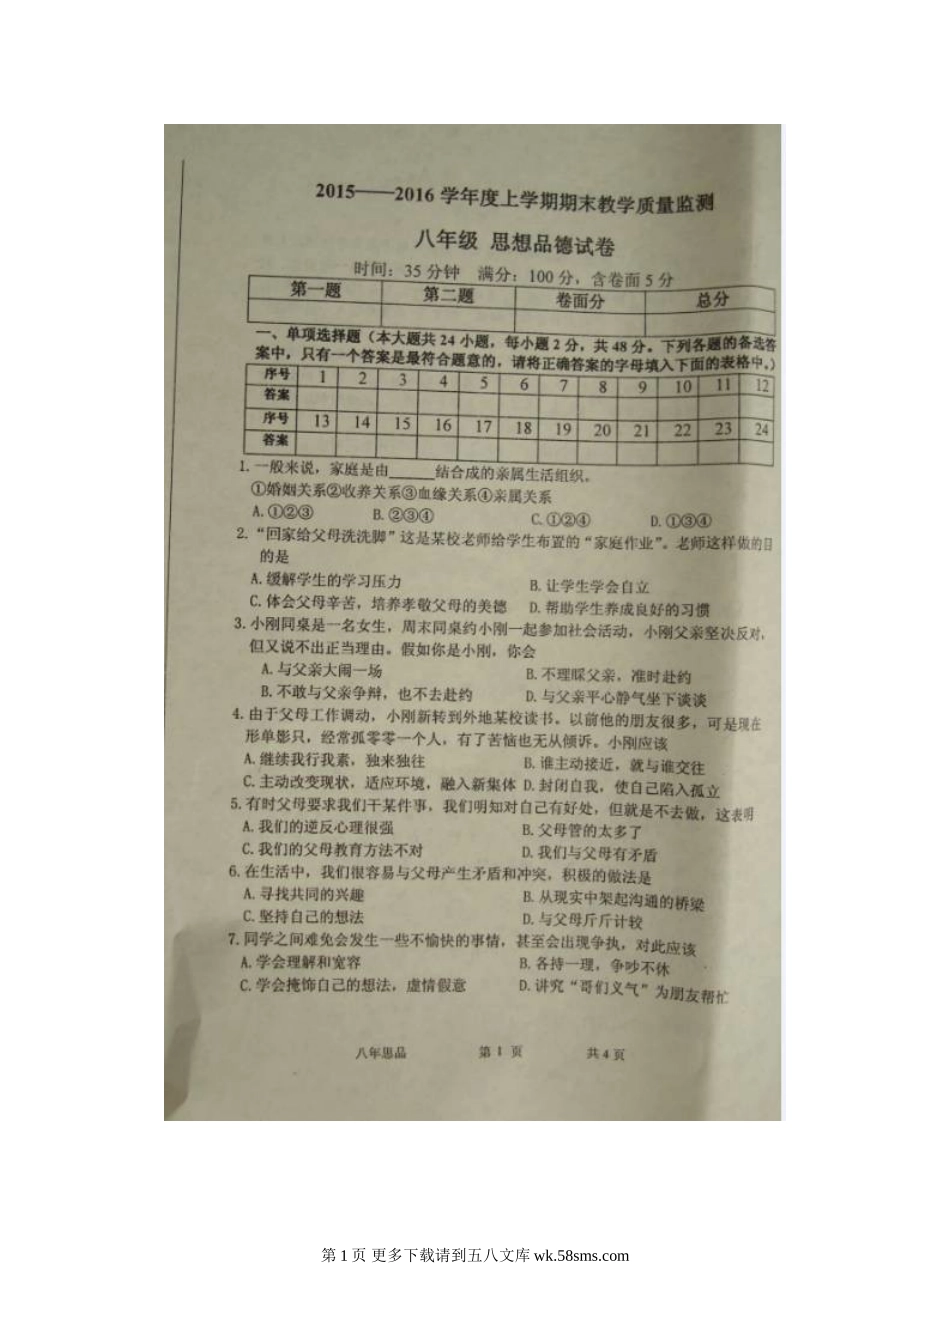 2015——2016 学年度上学期期末教学质量监测
八年级 思想品德试卷
时间：35 分钟 满分：100 分，含卷面 5 分
第一题 第二题 卷面分 总分
一、单项选择题（本大题共 24 小题，每小题 2 分，共 48 分。下列各题的备选答
案中，只有一个答案是最符合题意的，请将正确答案的字母填入下面的表格中。）
序号 1 2 3 4 5 6 7 8 9 10 11 12
答案
序号 13 14 15 16 17 18 19 20 21 22 23 24
答案
1. 一般来说，家庭是由_____结合成的亲属生活组织。
①婚姻关系②收养关系③血缘关系④亲属关系
A.①②③ B.②③④ C.①②④ D.①③④
2.“回家给父母洗洗脚”这是某校老师给学生布置的“家庭作业”。老师这样做的目
的是
A.缓解学生的学习压力 B.让学生学会自立
C.体会父母辛苦，培养孝敬父母的美德 D.帮助学生养成良好的习惯
3.小刚同桌是一名女生，周末同桌约小刚一起参加社会活动，小刚父亲坚决反对，
但又说不出正当理由。假如你是小刚，你会
A.与父亲大闹一场 B.不理睬父亲，准时赴约
B.不敢与父亲争辩，也不去赴约 D.与父亲平心静气坐下谈谈
4.由于父母工作调动，小刚新转到外地某校读书。以前他的朋友很多，可是现在
形单影只，经常孤零零一个人，有了苦恼也无从倾诉。小刚应该
A.继续我行我素，独来独往 B.谁主动接近，就与谁交往
C.主动改变现状，适应环境，融入新集体 D.封闭自我，使自己陷入孤立
5.有时父母要求我们干某件事，我们明知对自己有好处，但就是不去做，这表明
A.我们的逆反心理很强 B.父母管的太多了
C.我们的父母教育方法不对 D.我们与父母有矛盾
6.在生活中，我们很容易与父母产生矛盾和冲突，积极的做法是
A.寻找共同的兴趣 B.从现实中架起沟通的桥梁
C.坚持自己的想法 D.与父母斤斤计较
7.同学之间难免会发生一些不愉快的事情，甚至会出现争执，对此应该
A.学会理解和宽容 B.各持一理，争吵不休
C.学会掩饰自己的想法，虚情假意 D.讲究“哥们义气”为朋友帮忙
八年思品 第 1 页 共 4 页
第 1 页 更多下载请到五八文库 wk.58sms.com